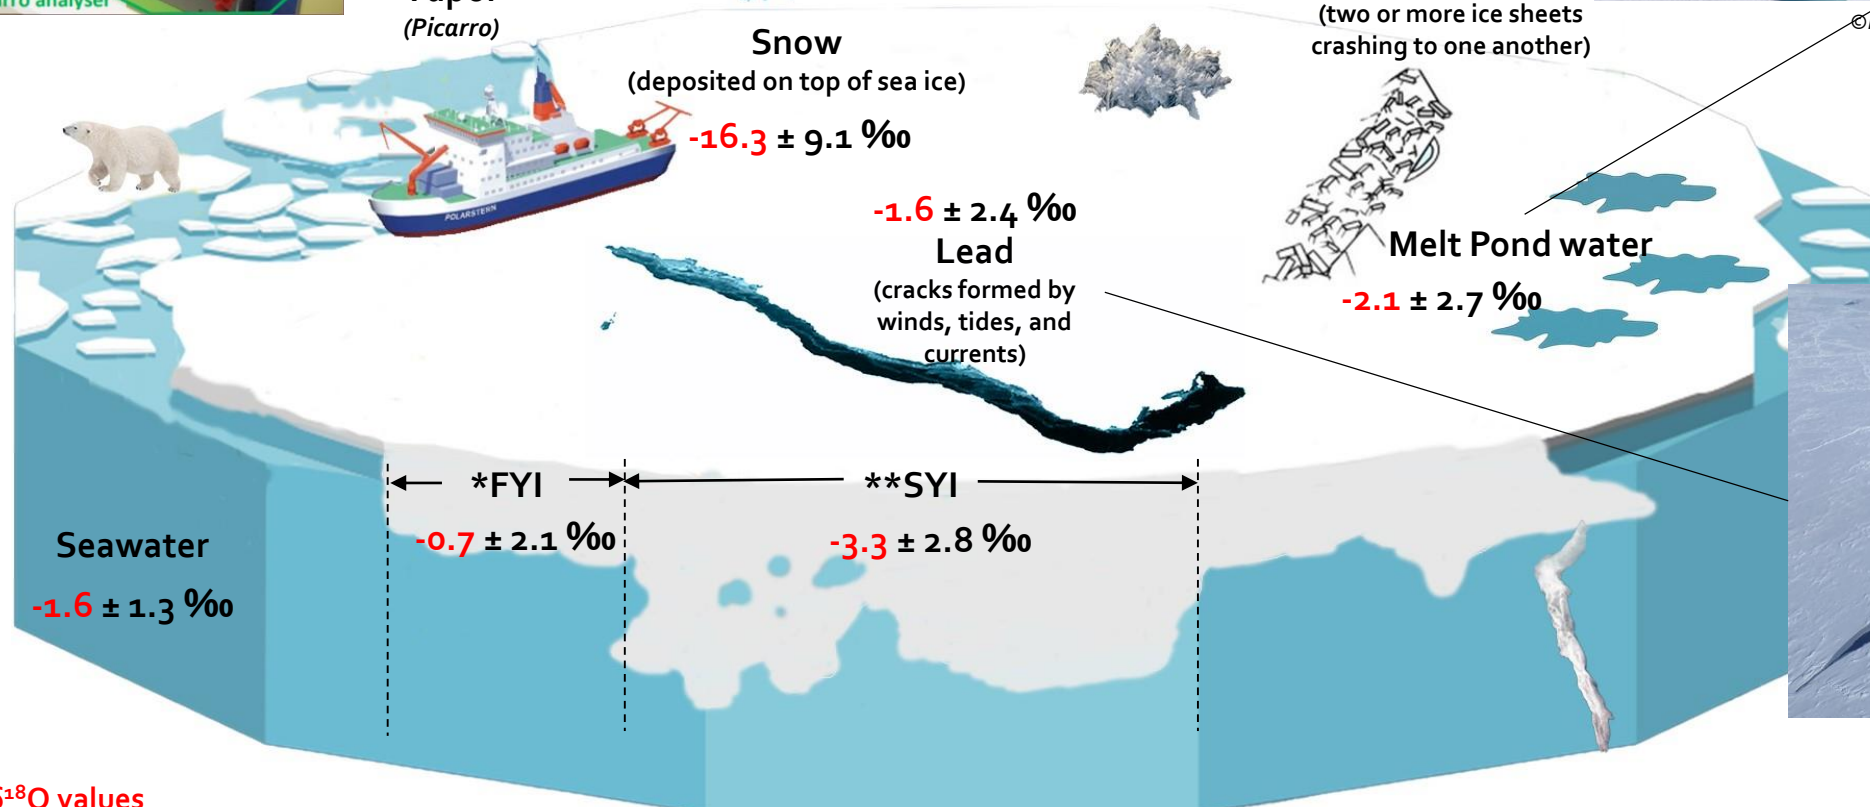 analyser
(Picarro)
Snow
(deposited on top of sea ice)
-16.3 ± 9.1 ‰
(two or more ice sheets
crashing to one another)
POLARSTERN
-1.6 ± 2.4 ‰
Lead
(cracks formed by
winds, tides, and
currents)
Melt Pond water
-2.1 ± 2.7 ‰
*FYI
-0.7 ± 2.1 ‰
**SYI
-3.3 ± 2.8 ‰
Seawater
-1.6 ± 1.3 ‰
δ¹⁸O values